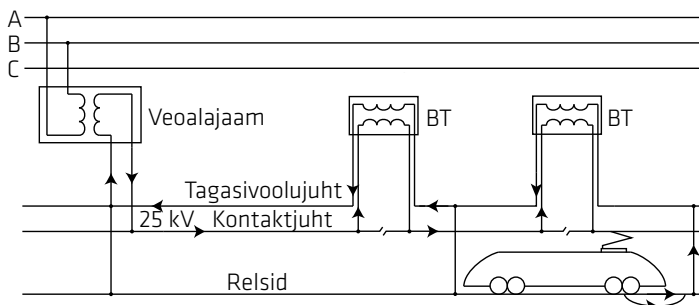 A
B
C
Veoalajaam
BT
BT
Tagasivoolujuht
25 kV Kontaktjuht
Relsid